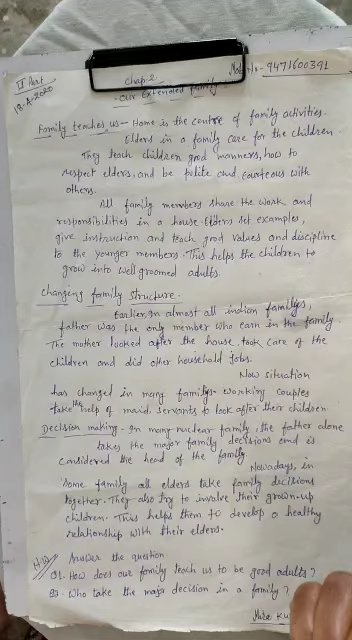 II Part
13-4-2020
Mob No - 9471600391
Chap-2
Our Extended family
Family teaches us - Home is the centre of family activities.
Elders in a family care for the children.
They teach children good manners, how to
respect elders, and be polite and courteous with
others.
All family members share the work and
responsibilities in a house. Elders set examples,
give instruction and teach good values and discipline
to the younger members. This helps the children to
grow into well groomed adults.
Changing family structure -
Earlier, in almost all indian families,
father was the only member who earn in the family.
The mother looked after the house, took care of the
children and did other household jobs.
Now situation
has changed in many family. Working couples
take the help of maid servants to look after their children.
Decision making - In many nuclear family, the father alone
takes the major family decisions and is
considered the head of the family.
Nowadays, in
some family all elders take family decisions
together. They also try to involve their grown-up
children. This helps them to develop a healthy
relationship with their elders.
H.W Answer the question
Q1. How does our family teach us to be good adults?
Q2. Who take the major decision in a family?